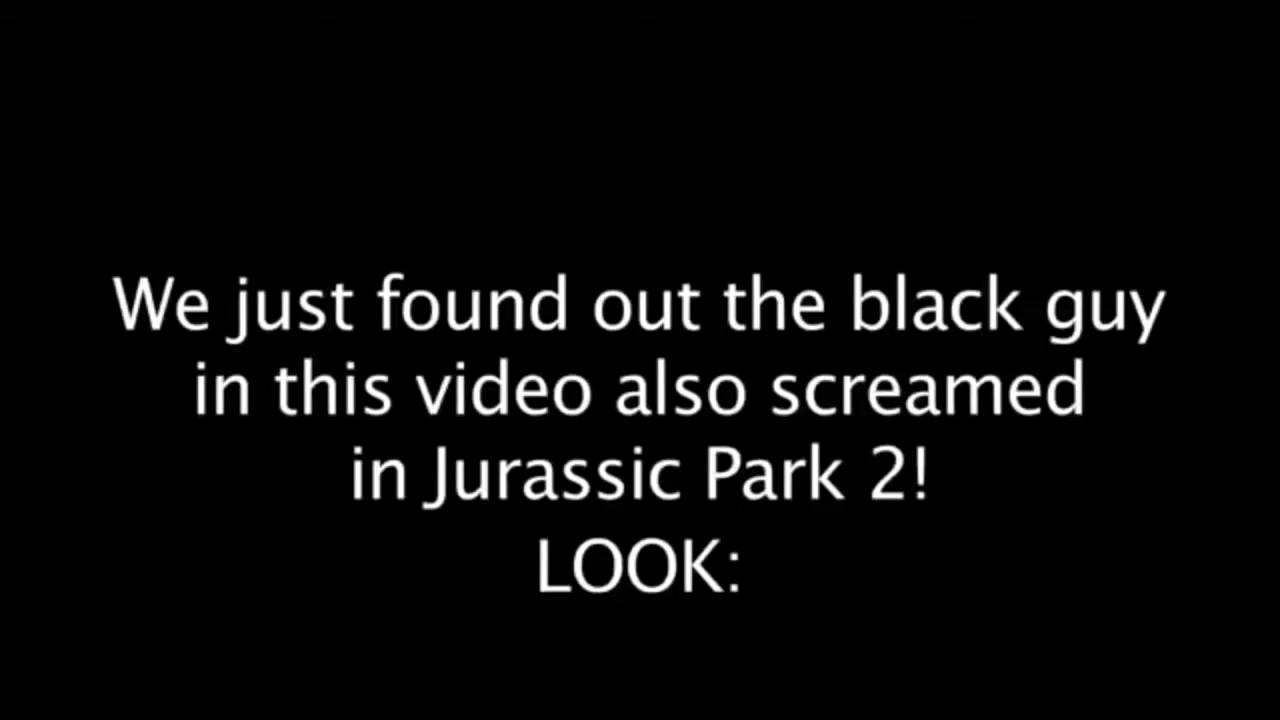 We just found out the black guy
in this video also screamed
in Jurassic Park 2!
LOOK: